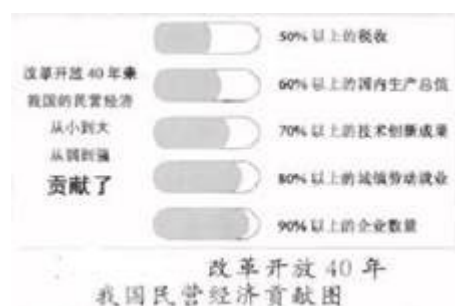 改革开放 40 年来
我国的民营经济
从小到大
从弱到强
贡献了
50% 以上的税收
60% 以上的国内生产总值
70% 以上的技术创新成果
80% 以上的城镇劳动就业
90% 以上的企业数量
改革开放 40 年
我国民营经济贡献图